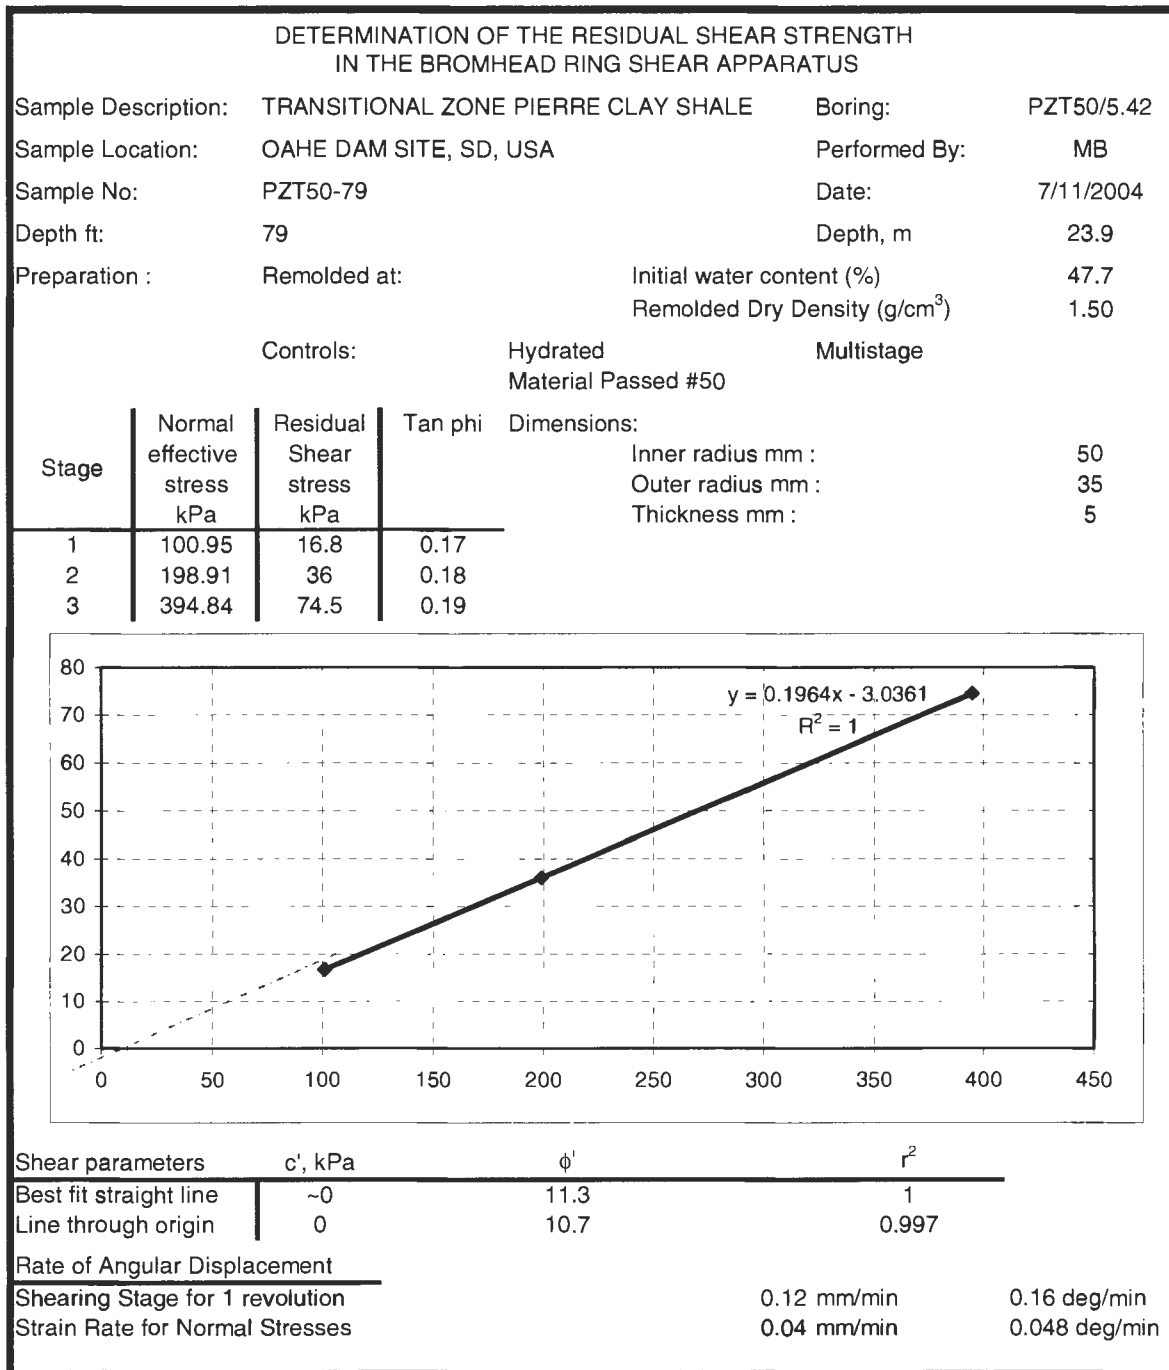 DETERMINATION OF THE RESIDUAL SHEAR STRENGTH
IN THE BROMHEAD RING SHEAR APPARATUS
Sample Description: TRANSITIONAL ZONE PIERRE CLAY SHALE Boring: PZT50/5.42
Sample Location: OAHE DAM SITE, SD, USA Performed By: MB
Sample No: PZT50-79 Date: 7/11/2004
Depth ft: 79 Depth, m 23.9
Preparation : Remolded at: Initial water content (%) 47.7
Remolded Dry Density (g/cm³) 1.50
Controls: Hydrated Multistage
Material Passed #50
Stage Normal effective stress kPa Residual Shear stress kPa Tan phi
1 100.95 16.8 0.17
2 198.91 36 0.18
3 394.84 74.5 0.19
Dimensions:
Inner radius mm : 50
Outer radius mm : 35
Thickness mm : 5
80
70
60
50
40
30
20
10
0
y = 0.1964x - 3.0361
R² = 1
0 50 100 150 200 250 300 350 400 450
Shear parameters c', kPa ϕ' r²
Best fit straight line ~0 11.3 1
Line through origin 0 10.7 0.997
Rate of Angular Displacement
Shearing Stage for 1 revolution 0.12 mm/min 0.16 deg/min
Strain Rate for Normal Stresses 0.04 mm/min 0.048 deg/min